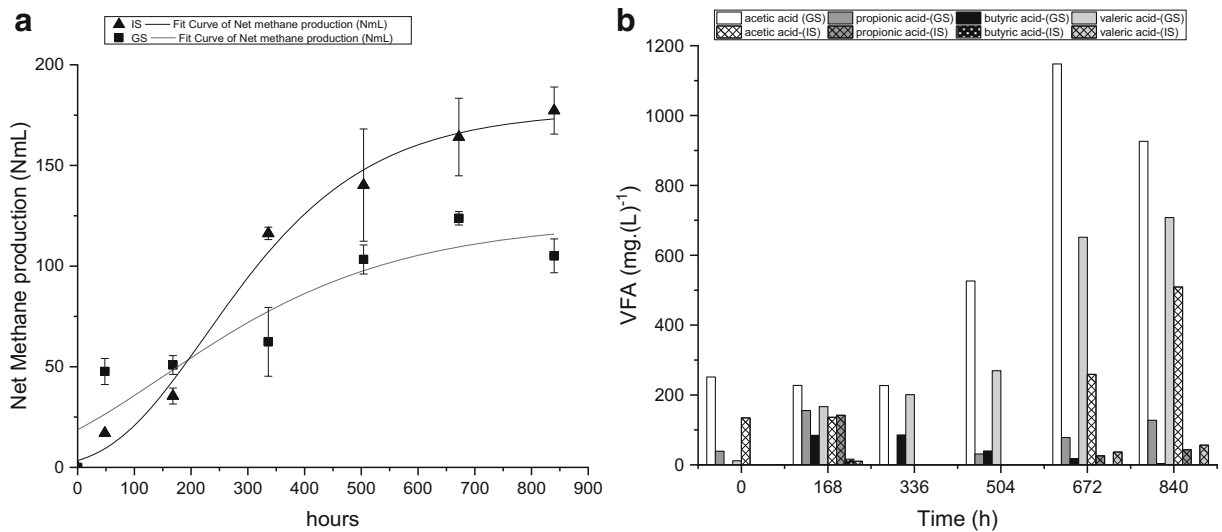 a
IS Fit Curve of Net methane production (NmL)
GS Fit Curve of Net methane production (NmL)
200
150
100
50
0
Net Methane production (NmL)
0 100 200 300 400 500 600 700 800 900
hours
b
acetic acid-(GS) propionic acid-(GS) butyric acid-(GS) valeric acid-(GS)
acetic acid-(IS) propionic acid-(IS) butyric acid-(IS) valeric acid-(IS)
1200
1000
800
600
400
200
0
VFA (mg.(L)⁻¹)
0 168 336 504 672 840
Time (h)